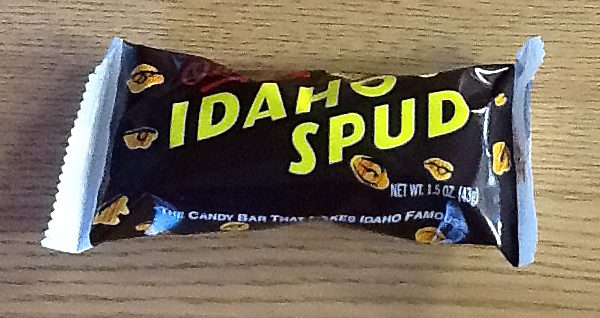 IDAHO
SPUD
NET WT. 1.5 OZ. (43g)
THE CANDY BAR THAT MAKES IDAHO FAMOUS